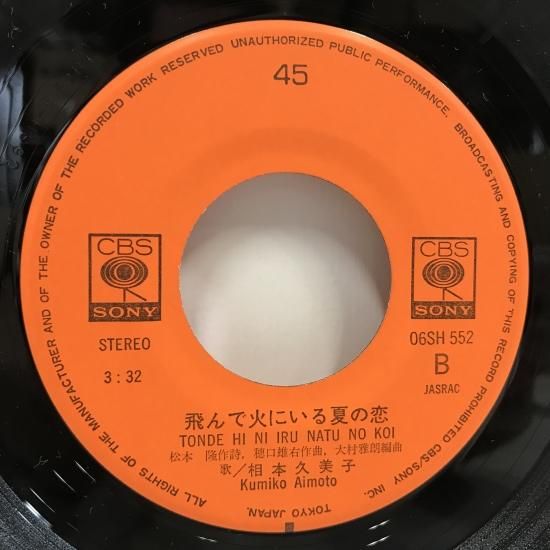 ALL RIGHTS OF THE MANUFACTURER AND OF THE OWNER OF THE RECORDED WORK RESERVED UNAUTHORIZED PUBLIC PERFORMANCE, BROADCASTING AND COPYING OF THIS RECORD PROHIBITED CBS/SONY INC. TOKYO JAPAN.
45
CBS
SONY
CBS
SONY
STEREO
3:32
06SH 552
B
JASRAC
飛んで火にいる夏の恋
TONDE HI NI IRU NATU NO KOI
松本 隆作詩, 穂口雄右作曲, 大村雅朗編曲
歌/相本久美子
Kumiko Aimoto